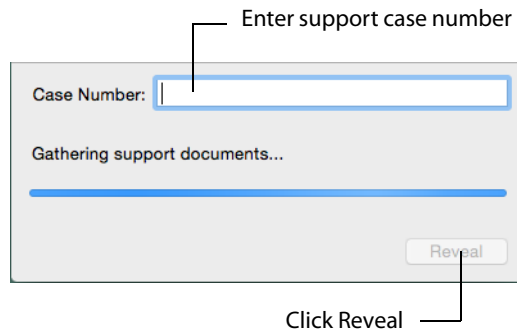 Enter support case number
Case Number:
Gathering support documents...
Reveal
Click Reveal